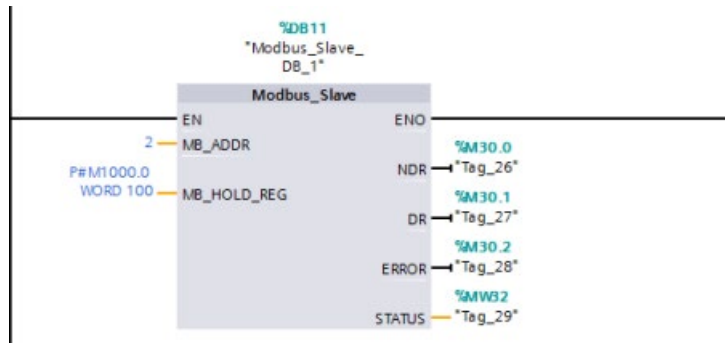 %DB11
"Modbus_Slave_
DB_1"
Modbus_Slave
EN ENO
2 MB_ADDR
%M30.0
NDR "Tag_26"
P#M1000.0
WORD 100 MB_HOLD_REG
%M30.1
DR "Tag_27"
%M30.2
ERROR "Tag_28"
%MW32
STATUS "Tag_29"